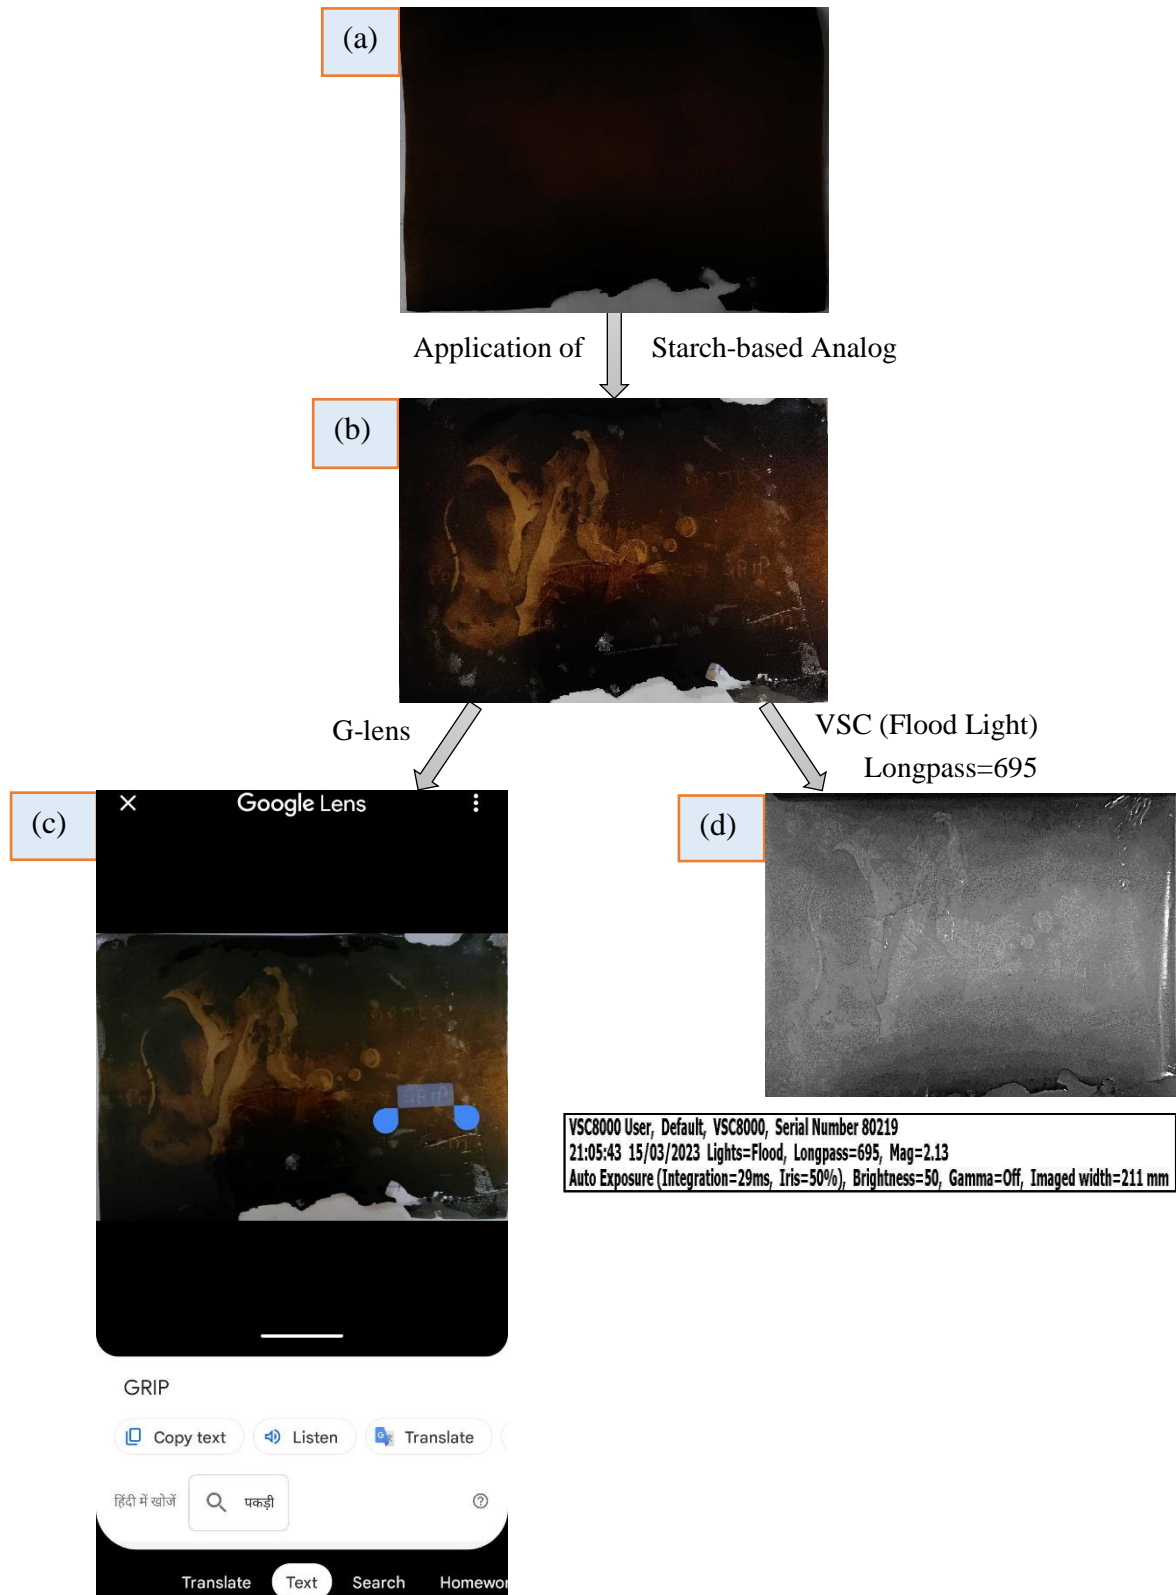 (a)
Application of Starch-based Analog
(b)
GRIP
G-lens
VSC (Flood Light)
Longpass=695
(c)
Google Lens
GRIP
GRIP
Copy text
Listen
Translate
हिंदी में खोजें
पकड़ी
Translate
Text
Search
Homewor
(d)
VSC8000 User, Default, VSC8000, Serial Number 80219
21:05:43 15/03/2023 Lights=Flood, Longpass=695, Mag=2.13
Auto Exposure (Integration=29ms, Iris=50%), Brightness=50, Gamma=Off, Imaged width=211 mm